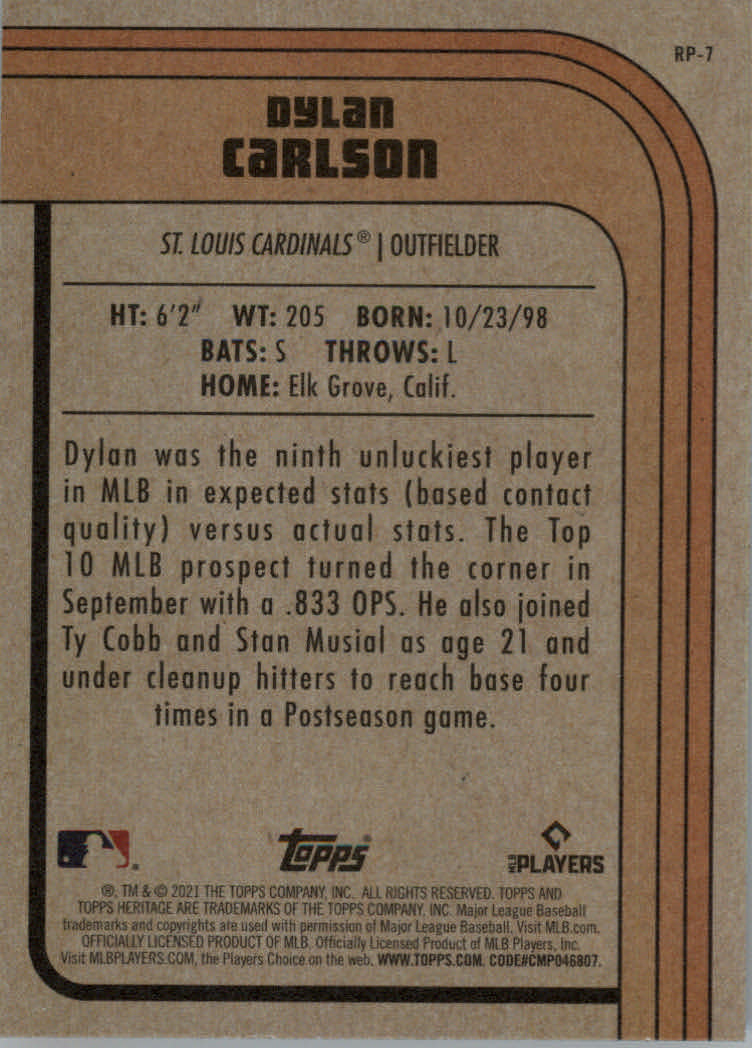 RP-7
DYLAN
CARLSON
ST. LOUIS CARDINALS® | OUTFIELDER
HT: 6'2" WT: 205 BORN: 10/23/98
BATS: S THROWS: L
HOME: Elk Grove, Calif.
Dylan was the ninth unluckiest player
in MLB in expected stats (based contact
quality) versus actual stats. The Top
10 MLB prospect turned the corner in
September with a .833 OPS. He also joined
Ty Cobb and Stan Musial as age 21 and
under cleanup hitters to reach base four
times in a Postseason game.
Topps®
MLB PLAYERS
®, TM & © 2021 THE TOPPS COMPANY, INC. ALL RIGHTS RESERVED. TOPPS AND
TOPPS HERITAGE ARE TRADEMARKS OF THE TOPPS COMPANY, INC. Major League Baseball
trademarks and copyrights are used with permission of Major League Baseball. Visit MLB.com.
OFFICIALLY LICENSED PRODUCT OF MLB. Officially Licensed Product of MLB Players, Inc.
Visit MLBPLAYERS.COM, the Players Choice on the web. WWW.TOPPS.COM. CODE#CMP046807.